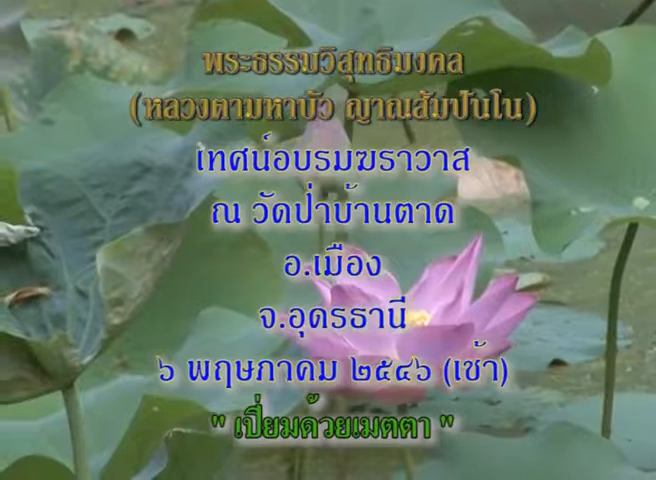 พระธรรมวิสุทธิมงคล
(หลวงตามหาบัว ญาณสัมปันโน)
เทศน์อบรมฆราวาส
ณ วัดป่าบ้านตาด
อ.เมือง
จ.อุดรธานี
๖ พฤษภาคม ๒๕๔๖ (เช้า)
" เปี่ยมด้วยเมตตา "